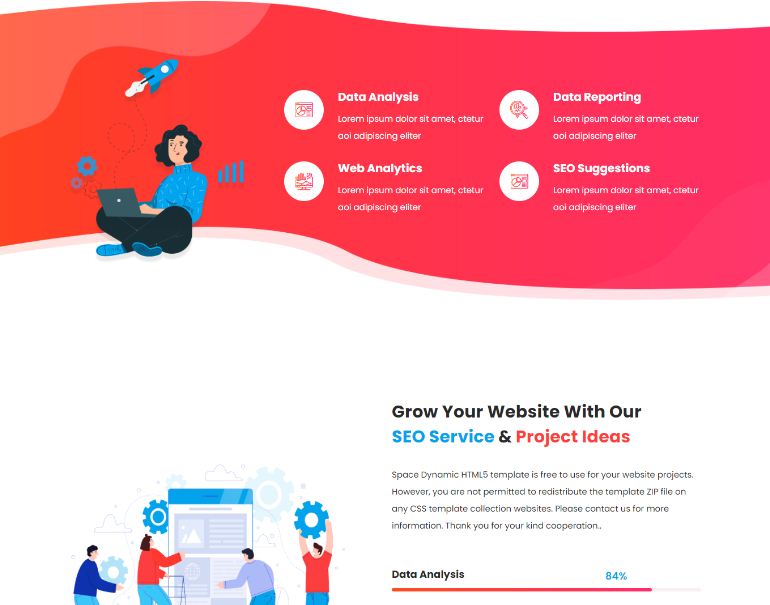 Data Analysis
Lorem ipsum dolor sit amet, ctetur
aoi adipiscing eliter
Data Reporting
Lorem ipsum dolor sit amet, ctetur
aoi adipiscing eliter
Web Analytics
Lorem ipsum dolor sit amet, ctetur
aoi adipiscing eliter
SEO Suggestions
Lorem ipsum dolor sit amet, ctetur
aoi adipiscing eliter
Grow Your Website With Our
SEO Service & Project Ideas
Space Dynamic HTML5 template is free to use for your website projects.
However, you are not permitted to redistribute the template ZIP file on
any CSS template collection websites. Please contact us for more
information. Thank you for your kind cooperation..
Data Analysis 84%